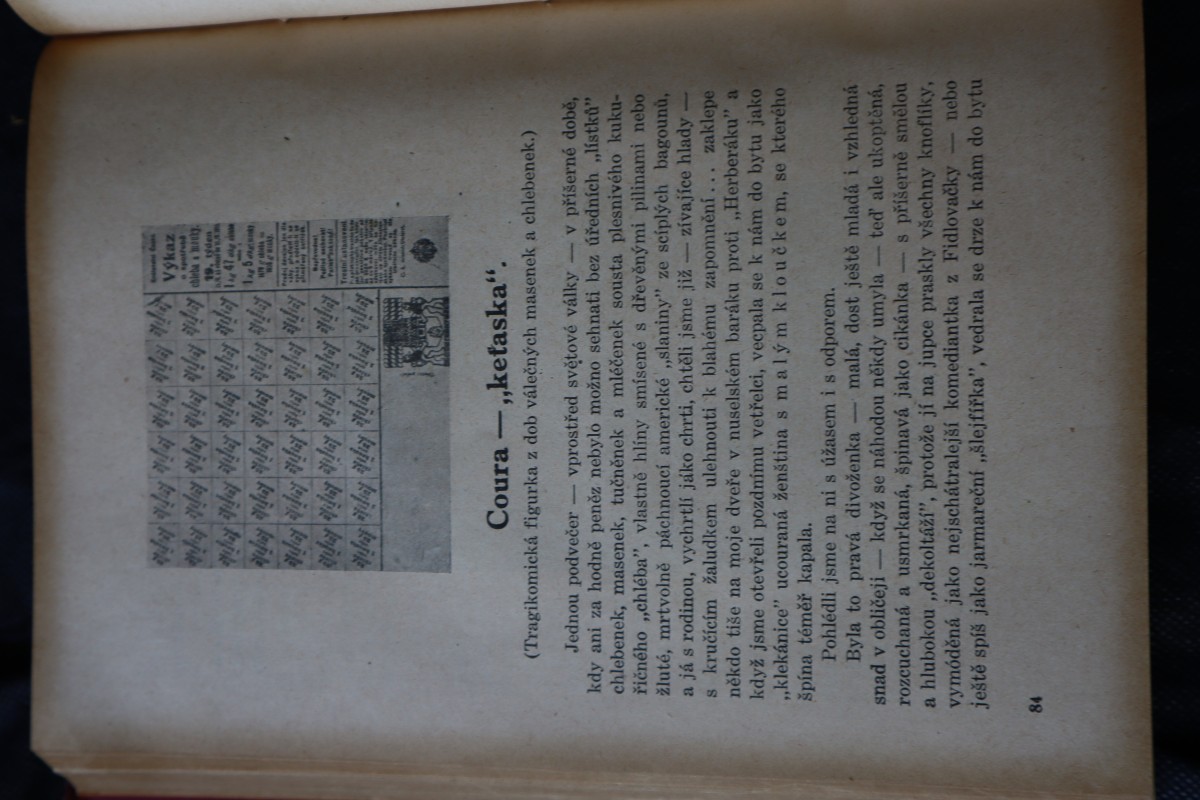 Výkaz
19. týden
Coura — „keťaska“.
(Tragikomická figurka z dob válečných masenek a chlebenek.)
Jednou podvečer — vprostřed světové války — v příšerné době,
kdy ani za hodně peněz nebylo možno sehnati bez úředních „lístků”
chlebenek, masenek, tučněnek a mléčenek sousta plesnivého kuku-
řičného „chléba”, vlastně hlíny smísené s dřevěnými pilinami nebo
žluté, mrtvolně páchnoucí americké „slaniny” ze sciplých bagounů,
a já s rodinou, vychrtlí jako chrti, chtěli jsme již — zívajíce hlady —
s kručícím žaludkem ulehnouti k blahému zapomnění... zaklepe
někdo tiše na moje dveře v nuselském baráku proti „Herberáku” a
když jsme otevřeli pozdnímu vetřelci, vecpala se k nám do bytu jako
„klekánice” ucouraná ženština s malým kloučkem, se kterého
špína téměř kapala.
Pohlédli jsme na ni s úžasem i s odporem.
Byla to pravá divoženka — malá, dost ještě mladá i vzhledná
snad v obličeji — když se náhodou někdy umyla — teď ale ukoptěná,
rozcuchaná a usmrkaná, špinavá jako cikánka — s příšerně smělou
a hlubokou „dekoltáží”, protože jí na jupce praskly všechny knoflíky,
vymóděná jako nejschátralejší komediantka z Fidlovačky — nebo
ještě spíš jako jarmareční „šlejfířka”, vedrala se drze k nám do bytu
84